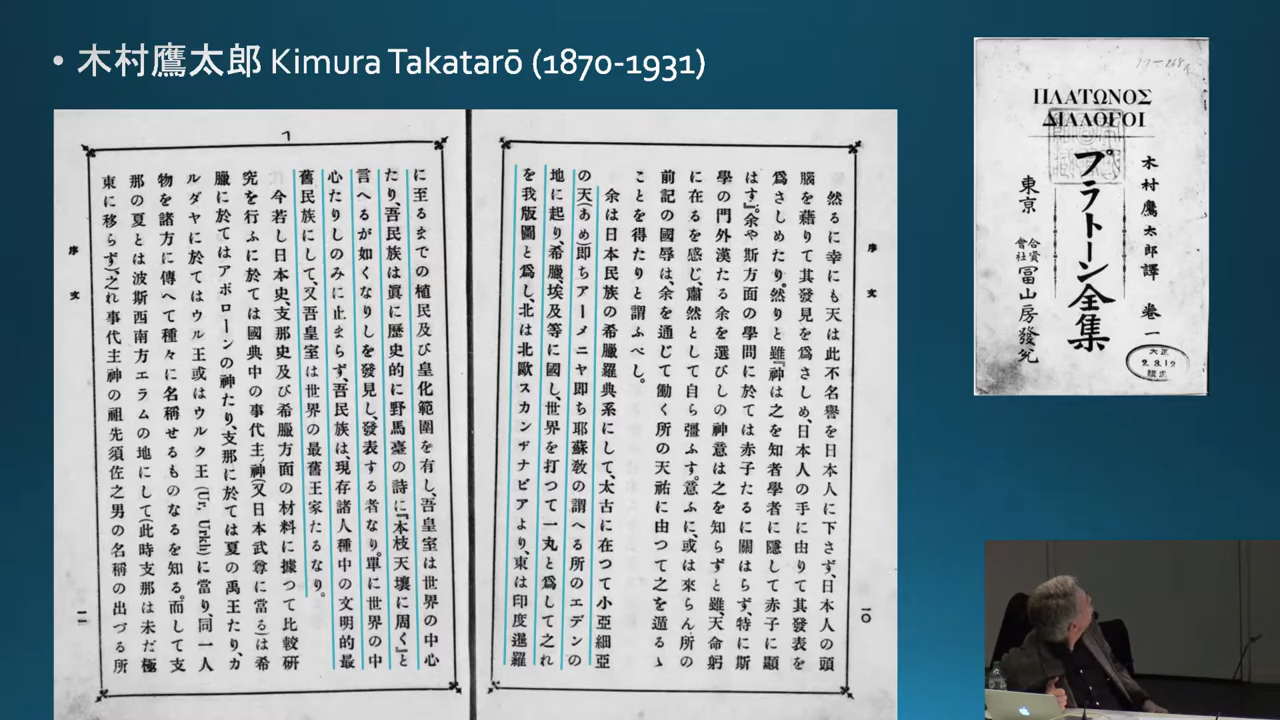 • 木村鷹太郎 Kimura Takatarō (1870-1931)
然るに幸にも天は此不名譽を日本人に下さず、日本人の頭
腦を藉りて其發見を爲さしめ、日本人の手に由りて其發表を
爲さしめたり。然りと雖『神は之を知者學者に隱して赤子に顯
はす』。余や斯方面の學問に於ては赤子たるに關はらず、特に斯
學の門外漢たる余を選びしの神意は之を知らずと雖、天命躬
に在るを感じ、肅然として自ら彊ふす。意ふに、或は來らん所の
前記の國辱は、余を通じて働く所の天祐に由つて之を遁るゝ
ことを得たりと謂ふべし。
余は日本民族の希臘羅典系にして、太古に在つて小亞細亞
の天(あめ)即ちアーメニヤ即ち耶蘇敎の謂へる所のエデンの
地に起り、希臘、埃及等に國し、世界を打つて一丸と爲して之れ
を我版圖と爲し、北は北歐スカンヂナビアより、東は印度暹羅
序文
一〇
に至るまでの植民及び皇化範圍を有し、吾皇室は世界の中心
たり、吾民族は眞に歷史的に野馬臺の詩に『本枝天壤に周く』と
言へるが如くなりしを發見し、發表する者なり。單に世界の中
心たりしのみに止まらず、吾民族は、現存諸人種中の文明的最
舊民族にして、又吾皇室は世界の最舊王家たるなり。
今若し日本史、支那史及び希臘方面の材料に據つて比較研
究を行ふに於ては國典中の事代主神(又日本武尊に當る)は希
臘に於てはアポローンの神たり、支那に於ては夏の禹王たり、カ
ルダヤに於てはウル王或はウルク王(Ur, Urkh)に當り、同一人
物を諸方に傳へて種々に名稱せるものなるを知る。而して支
那の夏とは波斯西南方エラムの地にして(此時支那は未だ極
東に移らず)、之れ事代主神の祖先須佐之男の名稱の出づる所
序文
一一
ΠΛΑΤΩΝΟΣ
ΔΙΑΛΟΓΟΙ
木村鷹太郎譯 卷一
プラトーン全集
東京 合資會社 冨山房發兌